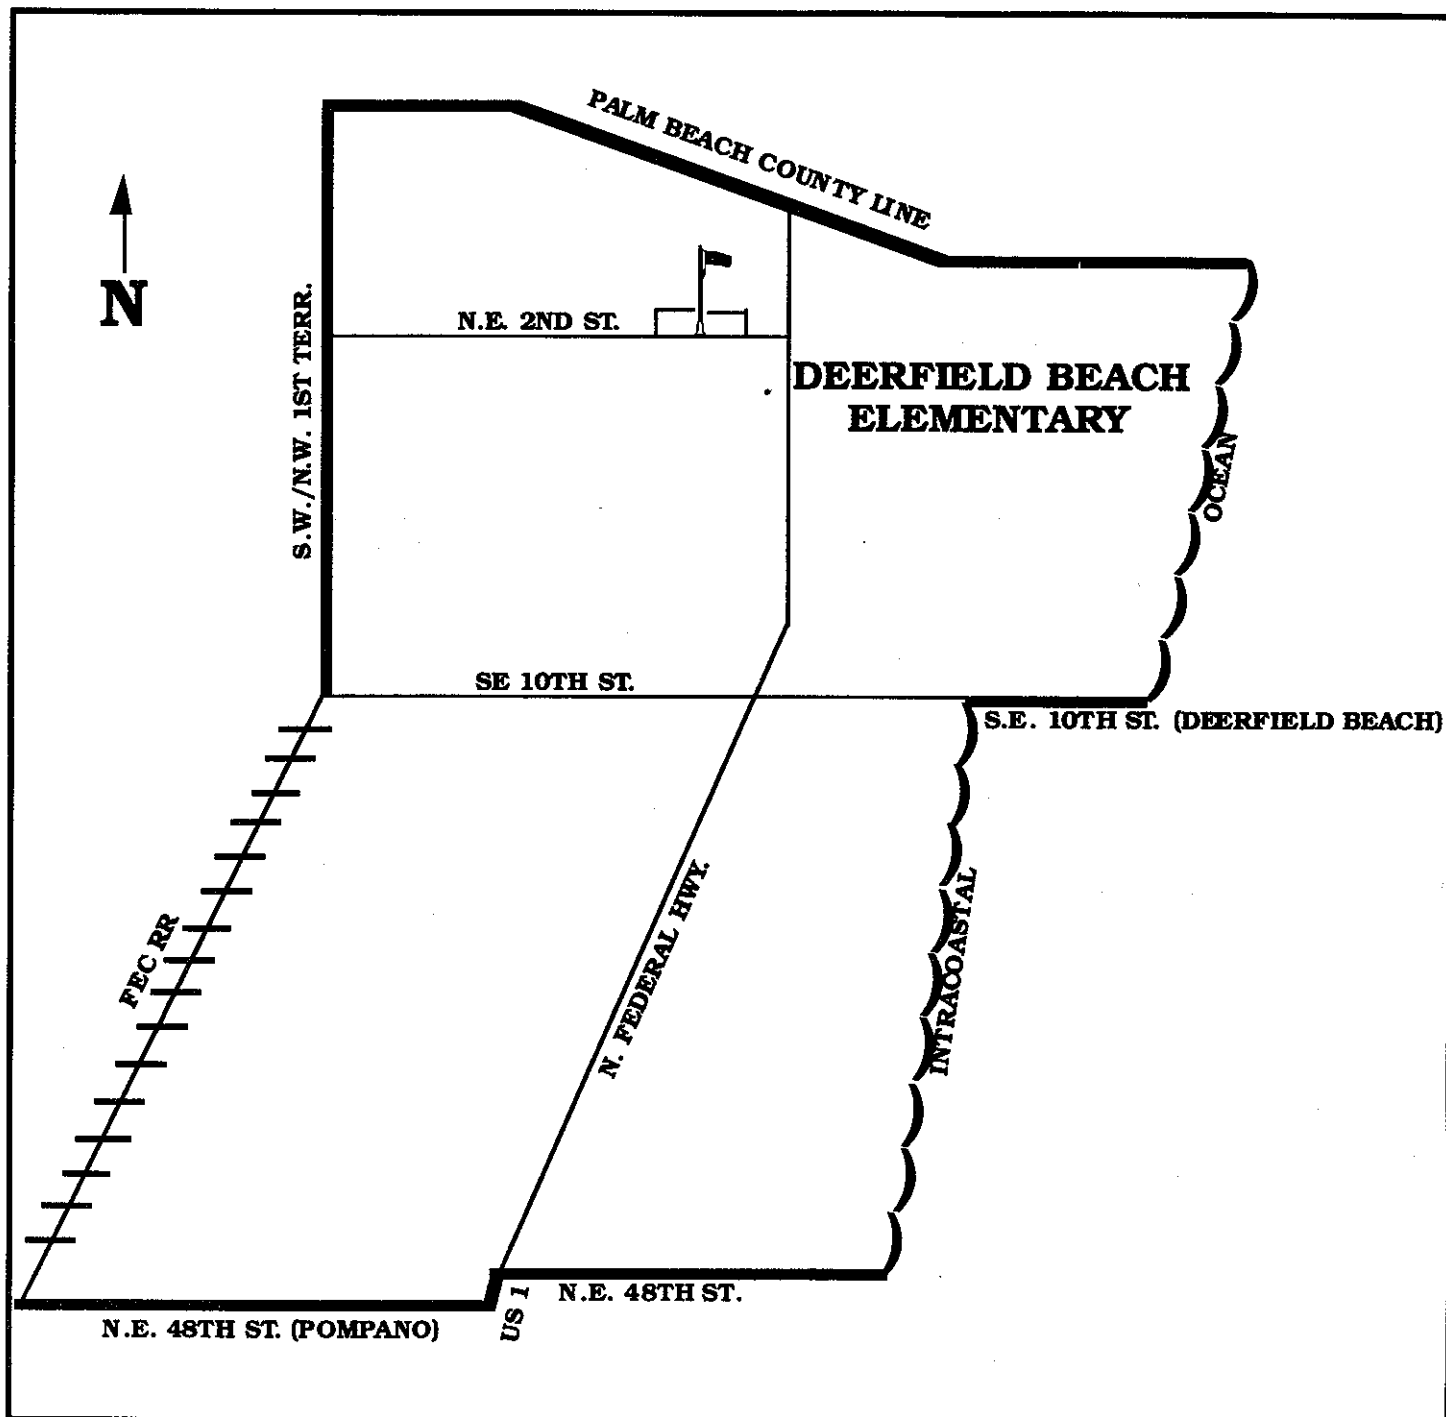 PALM BEACH COUNTY LINE
N
S.W./N.W. 1ST TERR.
N.E. 2ND ST.
DEERFIELD BEACH
ELEMENTARY
OCEAN
SE 10TH ST.
S.E. 10TH ST. (DEERFIELD BEACH)
FEC RR
N. FEDERAL HWY.
INTRACOASTAL
N.E. 48TH ST.
US 1
N.E. 48TH ST. (POMPANO)